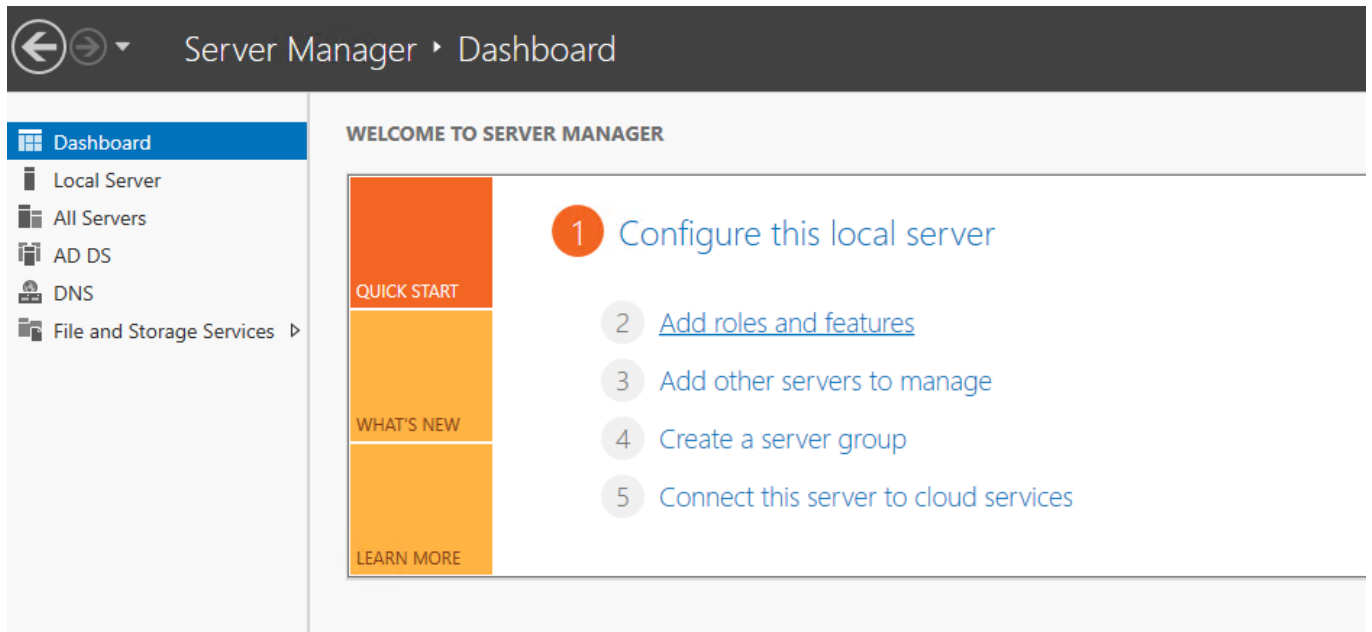 Server Manager ‣ Dashboard
Dashboard
Local Server
All Servers
AD DS
DNS
File and Storage Services
WELCOME TO SERVER MANAGER
QUICK START
WHAT'S NEW
LEARN MORE
1 Configure this local server
2 Add roles and features
3 Add other servers to manage
4 Create a server group
5 Connect this server to cloud services